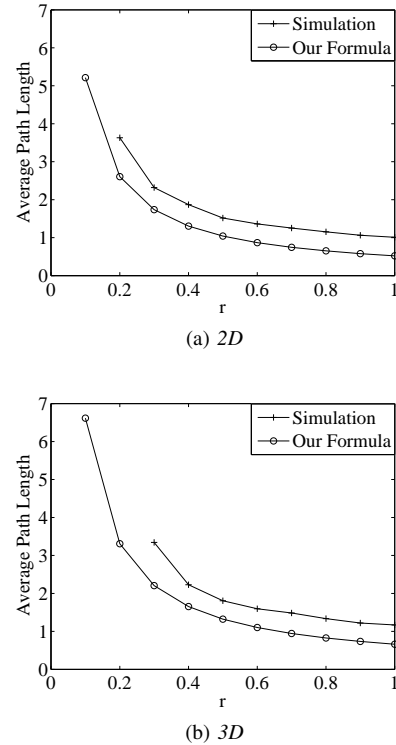 7
6
5
4
3
2
1
0
Average Path Length
Simulation
Our Formula
0 0.2 0.4 0.6 0.8 1
r
(a) 2D
7
6
5
4
3
2
1
0
Average Path Length
Simulation
Our Formula
0 0.2 0.4 0.6 0.8 1
r
(b) 3D